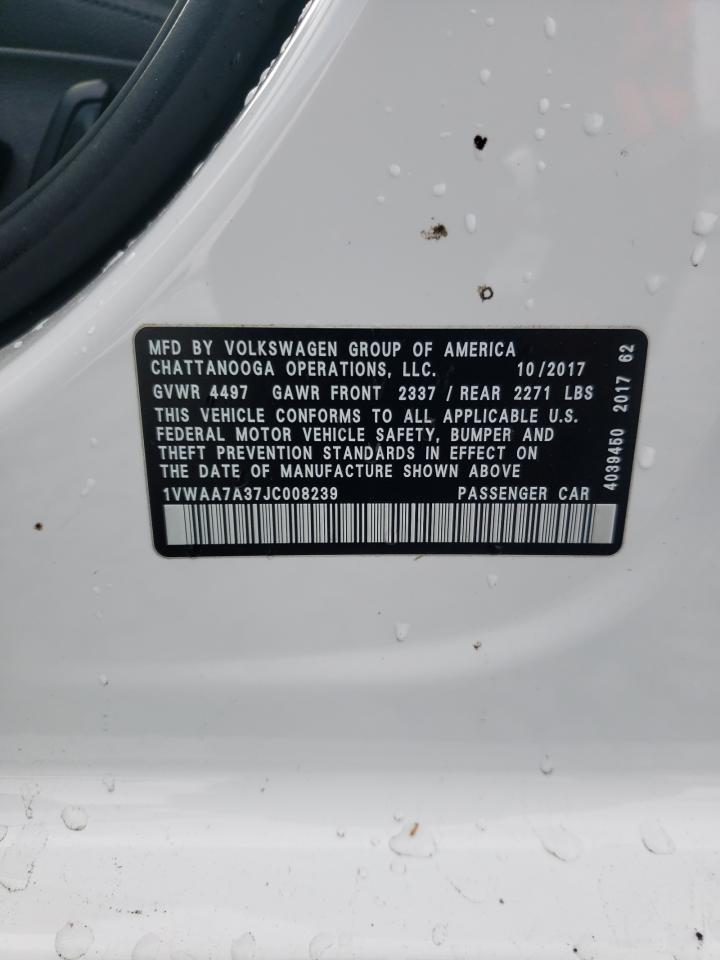 MFD BY VOLKSWAGEN GROUP OF AMERICA
CHATTANOOGA OPERATIONS, LLC. 10/2017
GVWR 4497 GAWR FRONT 2337 / REAR 2271 LBS
THIS VEHICLE CONFORMS TO ALL APPLICABLE U.S.
FEDERAL MOTOR VEHICLE SAFETY, BUMPER AND
THEFT PREVENTION STANDARDS IN EFFECT ON
THE DATE OF MANUFACTURE SHOWN ABOVE
1VWAA7A37JC008239 PASSENGER CAR
4039450 2017 62